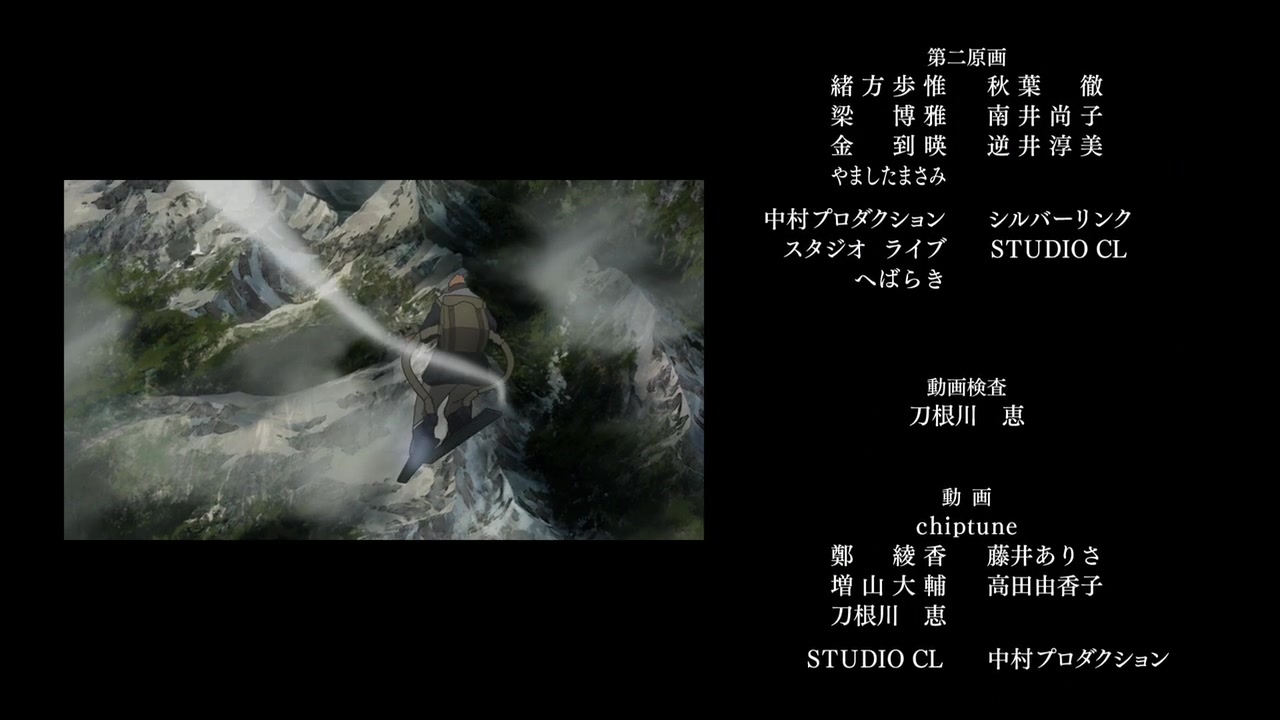 第二原画
緒方歩惟 秋葉 徹
梁 博雅 南井尚子
金 到暎 逆井淳美
やましたまさみ
中村プロダクション シルバーリンク
スタジオ ライブ STUDIO CL
へばらき
動画検査
刀根川 恵
動画
chiptune
鄭 綾香 藤井ありさ
増山大輔 高田由香子
刀根川 恵
STUDIO CL 中村プロダクション